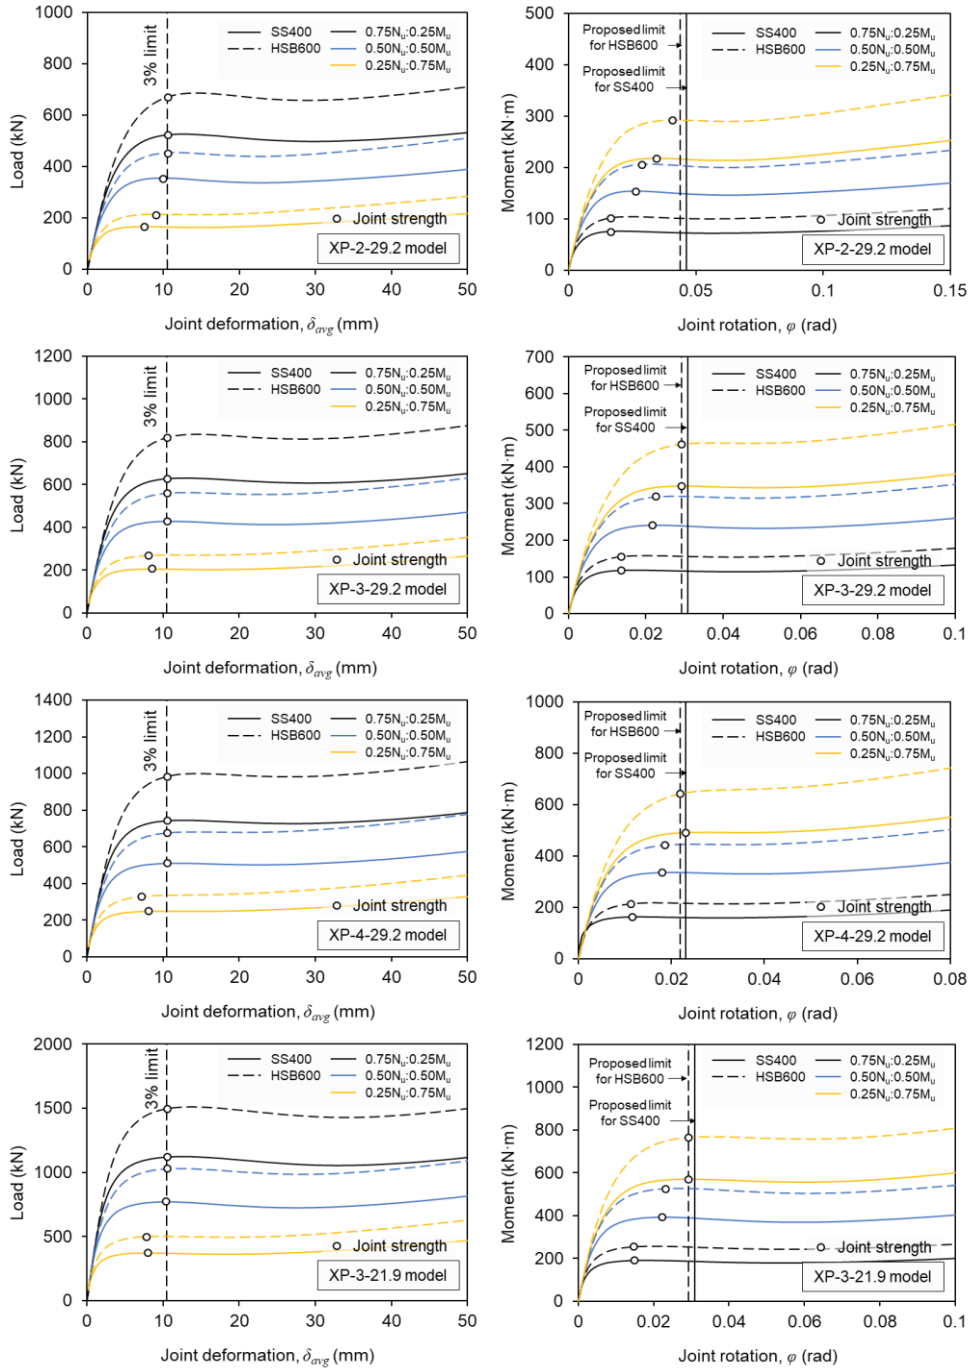 1000
800
600
400
200
0
Load (kN)
3% limit
SS400
HSB600
0.75Nu:0.25Mu
0.50Nu:0.50Mu
0.25Nu:0.75Mu
Joint strength
XP-2-29.2 model
0 10 20 30 40 50
Joint deformation, δavg (mm)
500
400
300
200
100
0
Moment (kN·m)
Proposed limit
for HSB600
Proposed limit
for SS400
SS400
HSB600
0.75Nu:0.25Mu
0.50Nu:0.50Mu
0.25Nu:0.75Mu
Joint strength
XP-2-29.2 model
0 0.05 0.1 0.15
Joint rotation, φ (rad)
1200
1000
800
600
400
200
0
Load (kN)
3% limit
SS400
HSB600
0.75Nu:0.25Mu
0.50Nu:0.50Mu
0.25Nu:0.75Mu
Joint strength
XP-3-29.2 model
0 10 20 30 40 50
Joint deformation, δavg (mm)
700
600
500
400
300
200
100
0
Moment (kN·m)
Proposed limit
for HSB600
Proposed limit
for SS400
SS400
HSB600
0.75Nu:0.25Mu
0.50Nu:0.50Mu
0.25Nu:0.75Mu
Joint strength
XP-3-29.2 model
0 0.02 0.04 0.06 0.08 0.1
Joint rotation, φ (rad)
1400
1200
1000
800
600
400
200
0
Load (kN)
3% limit
SS400
HSB600
0.75Nu:0.25Mu
0.50Nu:0.50Mu
0.25Nu:0.75Mu
Joint strength
XP-4-29.2 model
0 10 20 30 40 50
Joint deformation, δavg (mm)
1000
800
600
400
200
0
Moment (kN·m)
Proposed limit
for HSB600
Proposed limit
for SS400
SS400
HSB600
0.75Nu:0.25Mu
0.50Nu:0.50Mu
0.25Nu:0.75Mu
Joint strength
XP-4-29.2 model
0 0.02 0.04 0.06 0.08
Joint rotation, φ (rad)
2000
1500
1000
500
0
Load (kN)
3% limit
SS400
HSB600
0.75Nu:0.25Mu
0.50Nu:0.50Mu
0.25Nu:0.75Mu
Joint strength
XP-3-21.9 model
0 10 20 30 40 50
Joint deformation, δavg (mm)
1200
1000
800
600
400
200
0
Moment (kN·m)
Proposed limit
for HSB600
Proposed limit
for SS400
SS400
HSB600
0.75Nu:0.25Mu
0.50Nu:0.50Mu
0.25Nu:0.75Mu
Joint strength
XP-3-21.9 model
0 0.02 0.04 0.06 0.08 0.1
Joint rotation, φ (rad)